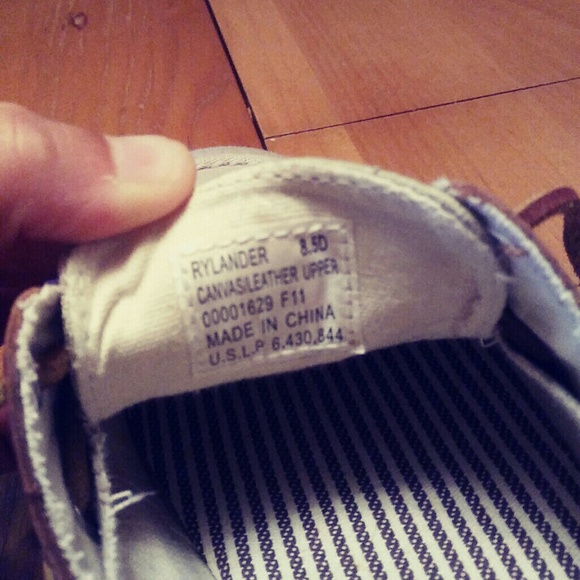 RYLANDER 8.5D
CANVAS/LEATHER UPPER
00001629 F11
MADE IN CHINA
U.S.L.P 6,430,844